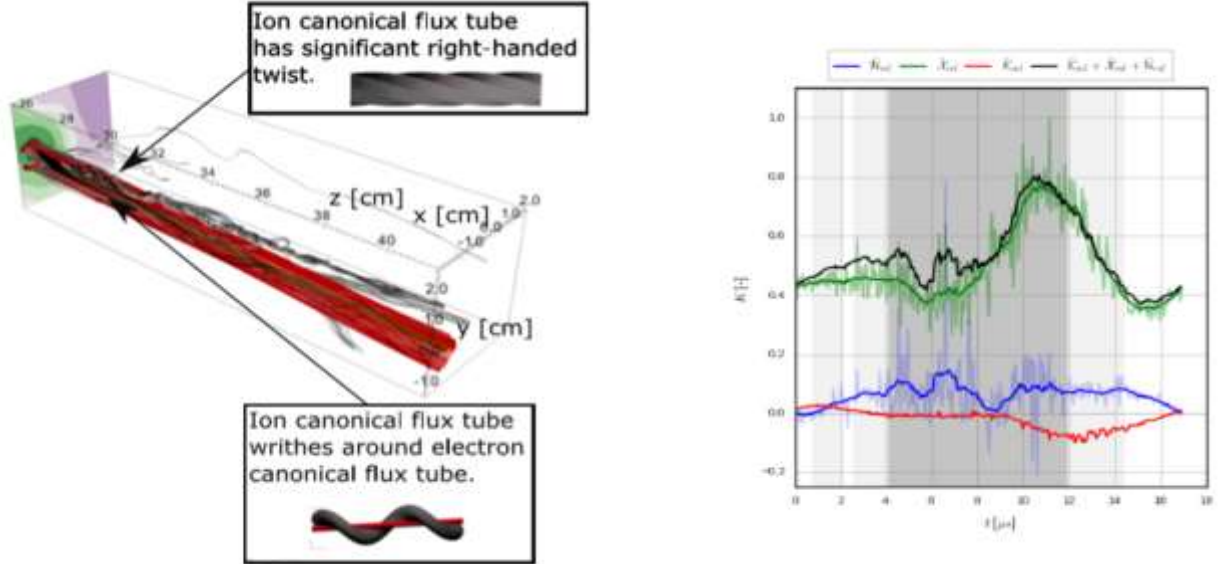 Ion canonical flux tube
has significant right-handed
twist.
-26
28
30
32
34
36
38
40
z [cm]
x [cm]
2.0
1.0
0.0
-1.0
2.0
y [cm]
-1.0
Ion canonical flux tube
writhes around electron
canonical flux tube.
1.0
0.8
0.6
0.4
0.2
0.0
−0.2
0 2 4 6 8 10 12 14 16 18